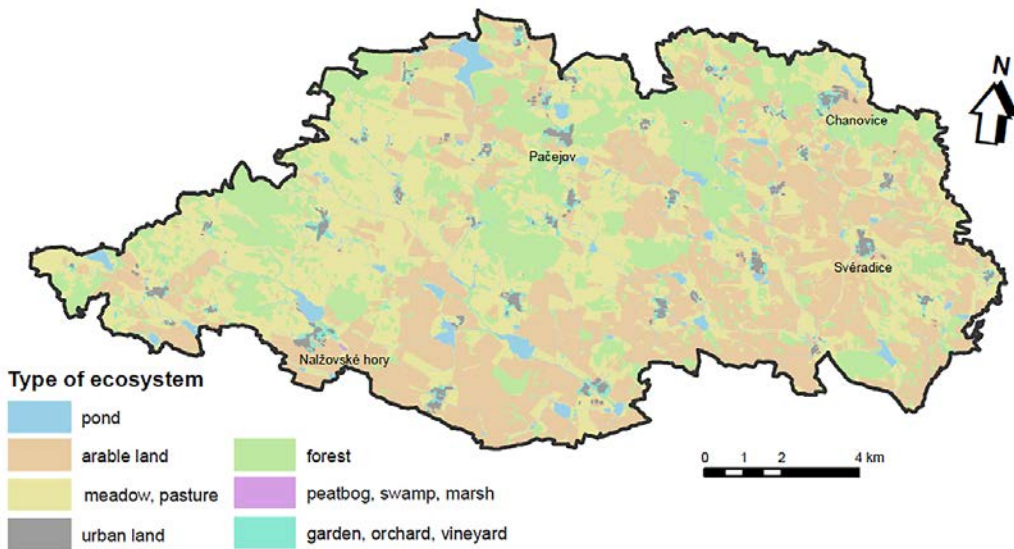 N
Chanovice
Pačejov
Svéradice
Nalžovské hory
Type of ecosystem
pond
arable land
meadow, pasture
urban land
forest
peatbog, swamp, marsh
garden, orchard, vineyard
0 1 2 4 km